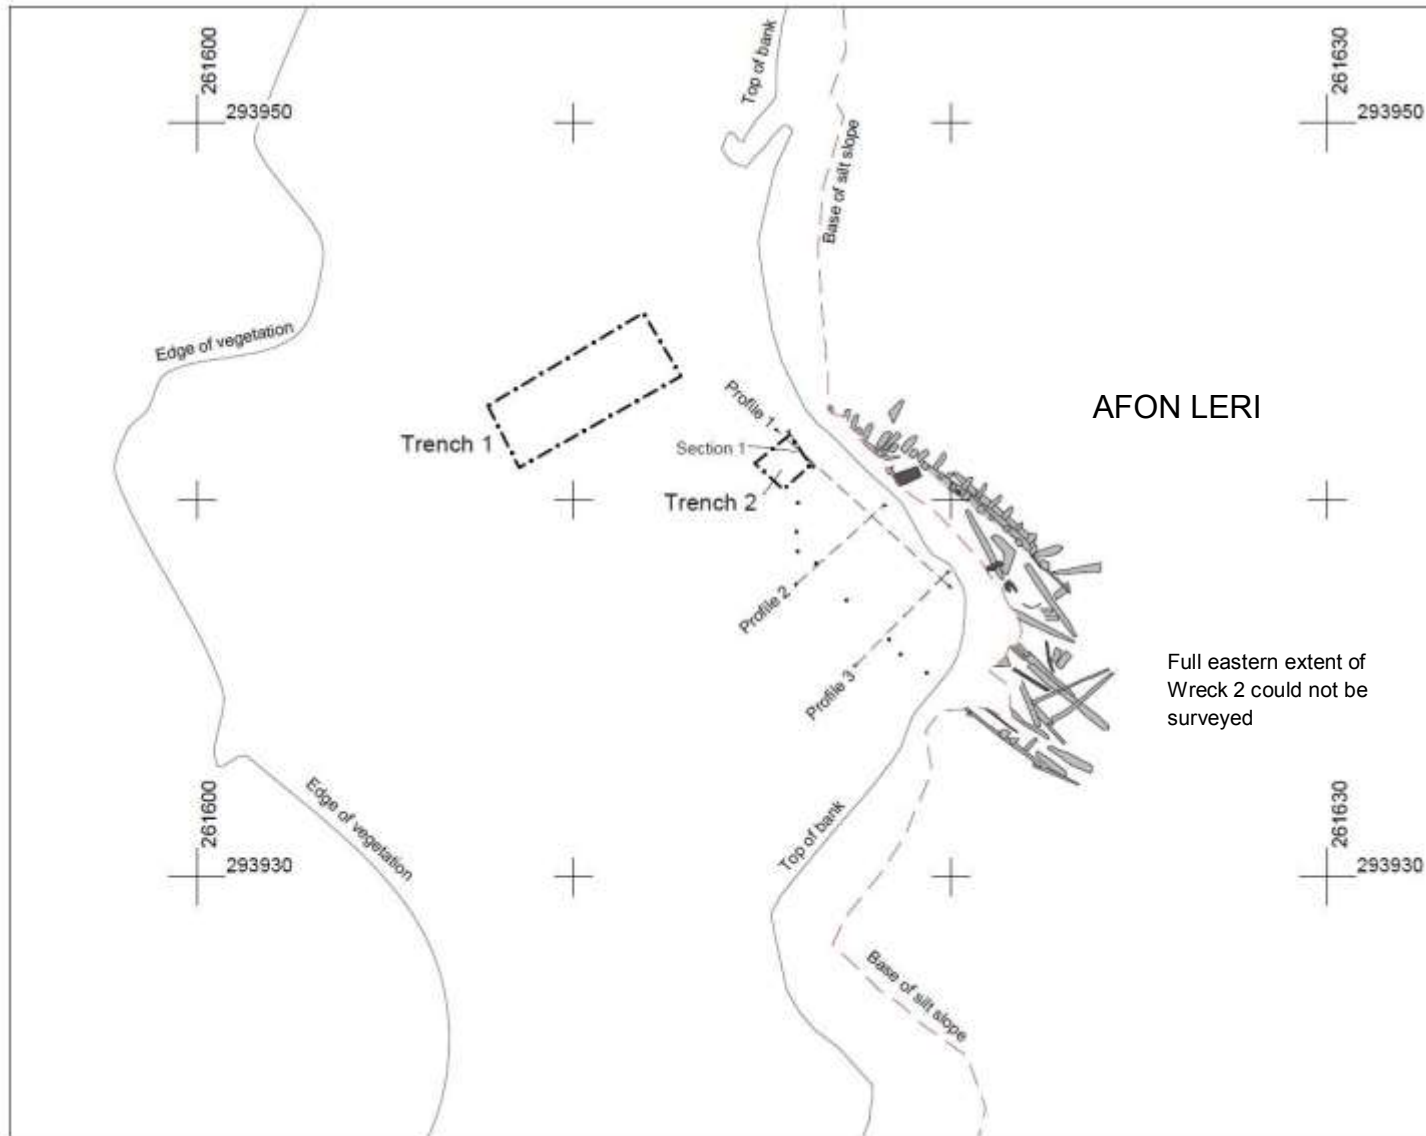 261600
261630
293950
293950
Top of bank
Base of silt slope
Edge of vegetation
AFON LERI
Profile 1
Trench 1
Section 1
Trench 2
Profile 2
Profile 3
Full eastern extent of
Wreck 2 could not be
surveyed
261600
261630
Edge of vegetation
Top of bank
293930
293930
Base of silt slope